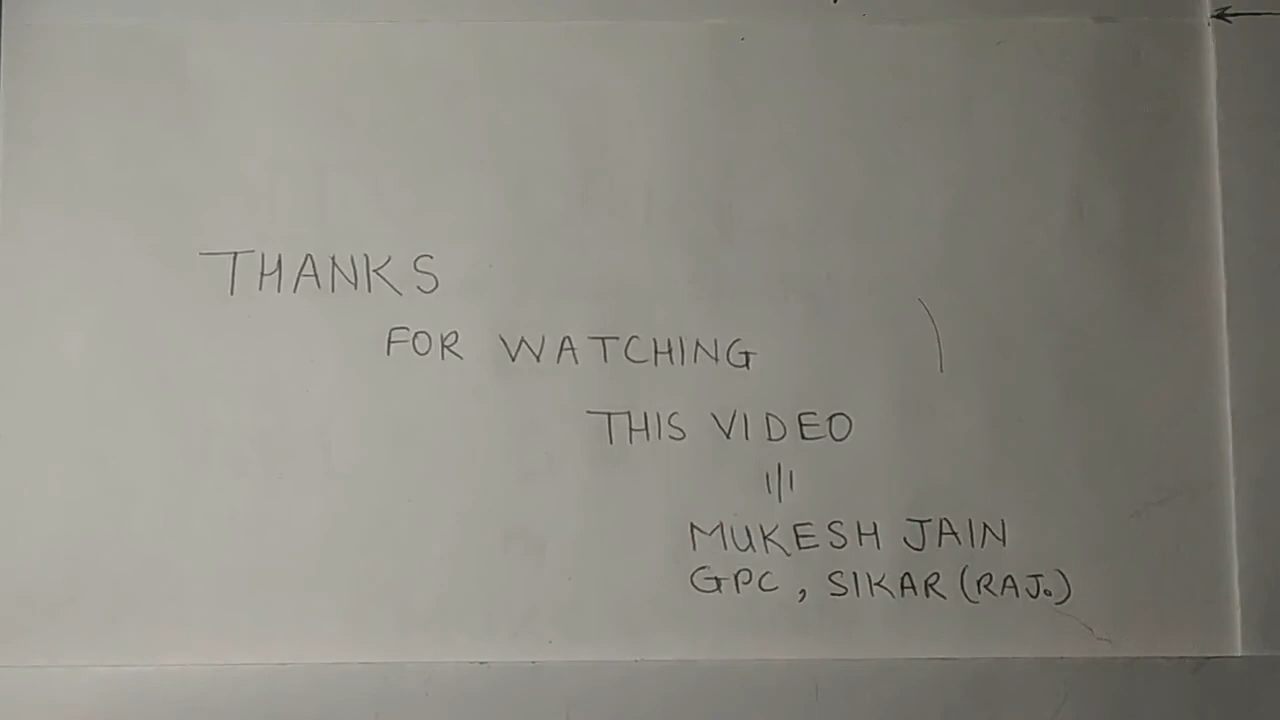 THANKS
FOR WATCHING
THIS VIDEO
MUKESH JAIN
GPC, SIKAR (RAJ.)